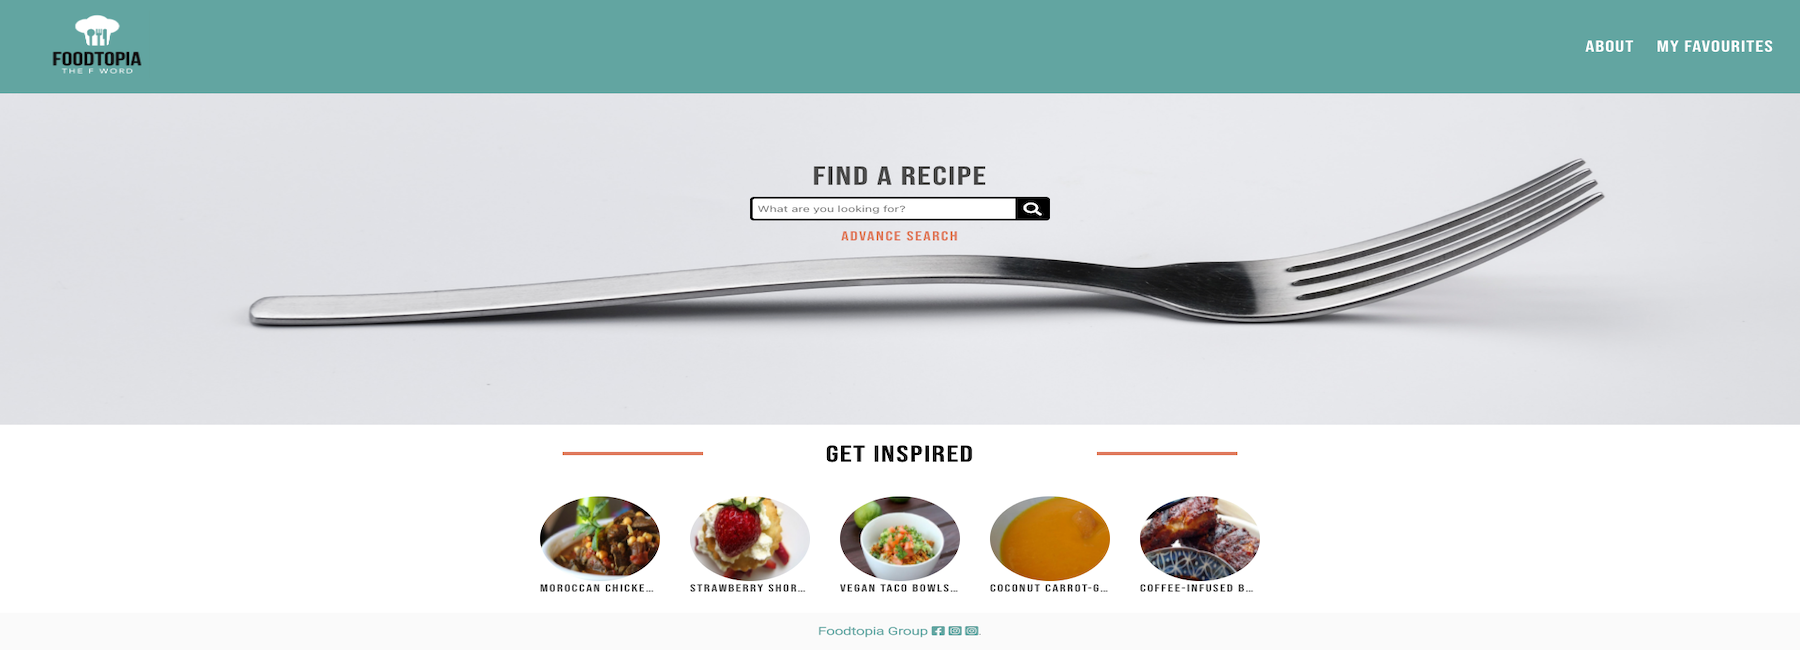 FOODTOPIA
THE F WORD
ABOUT
MY FAVOURITES
FIND A RECIPE
What are you looking for?
ADVANCE SEARCH
GET INSPIRED
MOROCCAN CHICKE...
STRAWBERRY SHOR...
VEGAN TACO BOWLS...
COCONUT CARROT-G...
COFFEE-INFUSED B...
Foodtopia Group